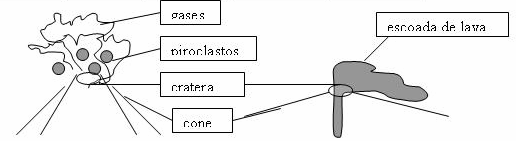 gases
piroclastos
cratera
cone
escoada de lava